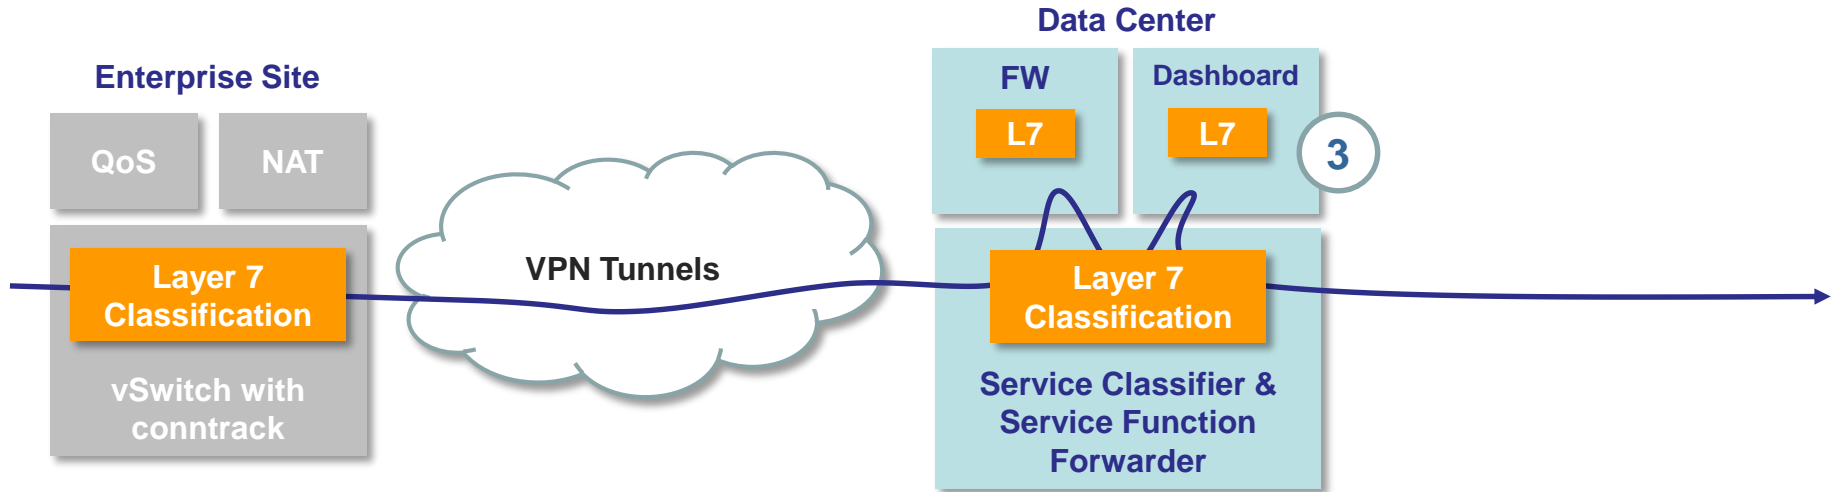 Enterprise Site
QoS
NAT
Layer 7
Classification
vSwitch with
conntrack
VPN Tunnels
Data Center
FW
L7
Dashboard
L7
3
Layer 7
Classification
Service Classifier &
Service Function
Forwarder